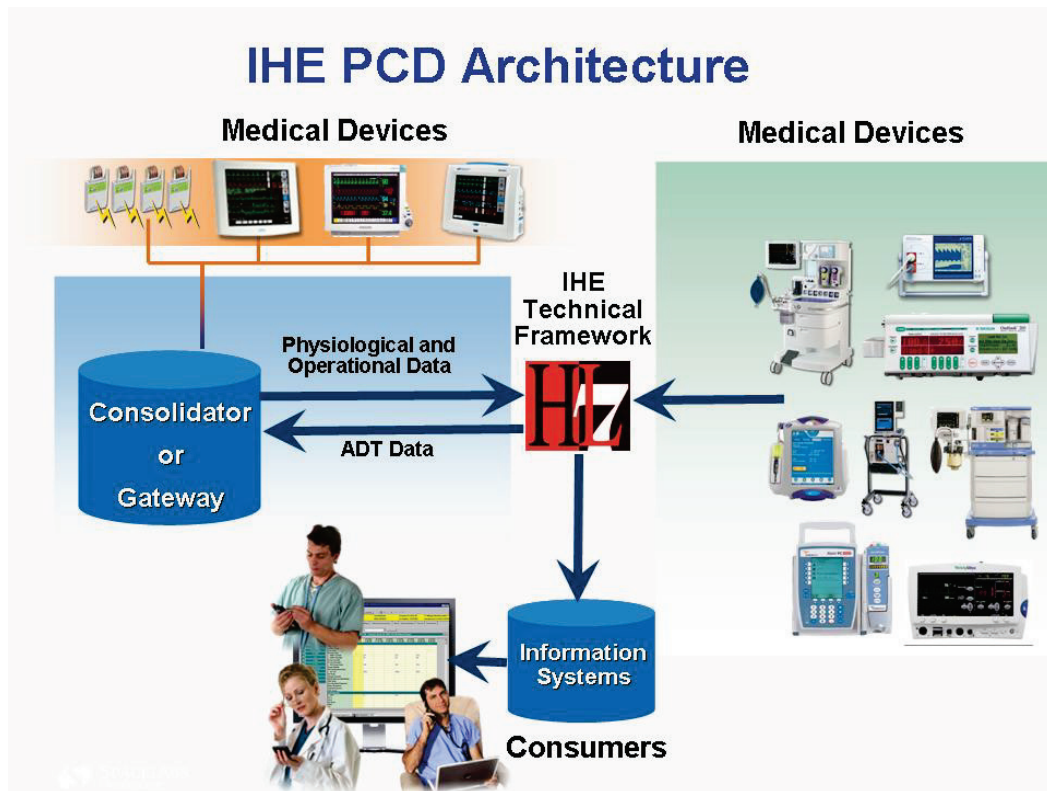 IHE PCD Architecture
Medical Devices
Medical Devices
IHE
Technical
Framework
Physiological and
Operational Data
HL7
Consolidator
or
Gateway
ADT Data
Information
Systems
Consumers